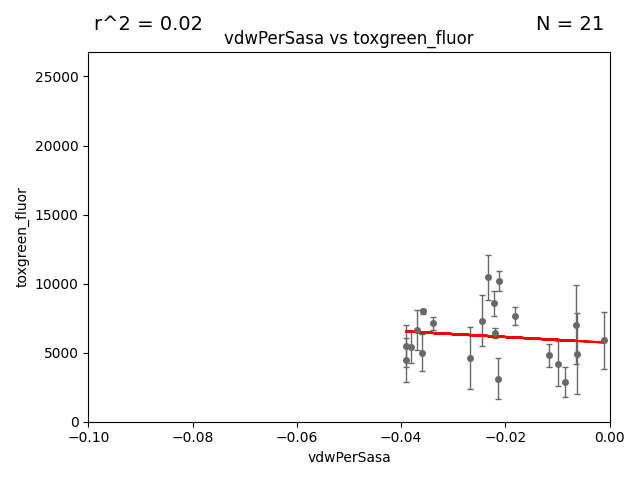 r^2 = 0.02
N = 21
vdwPerSasa vs toxgreen_fluor
25000
20000
15000
10000
5000
0
toxgreen_fluor
−0.10
−0.08
−0.06
−0.04
−0.02
0.00
vdwPerSasa